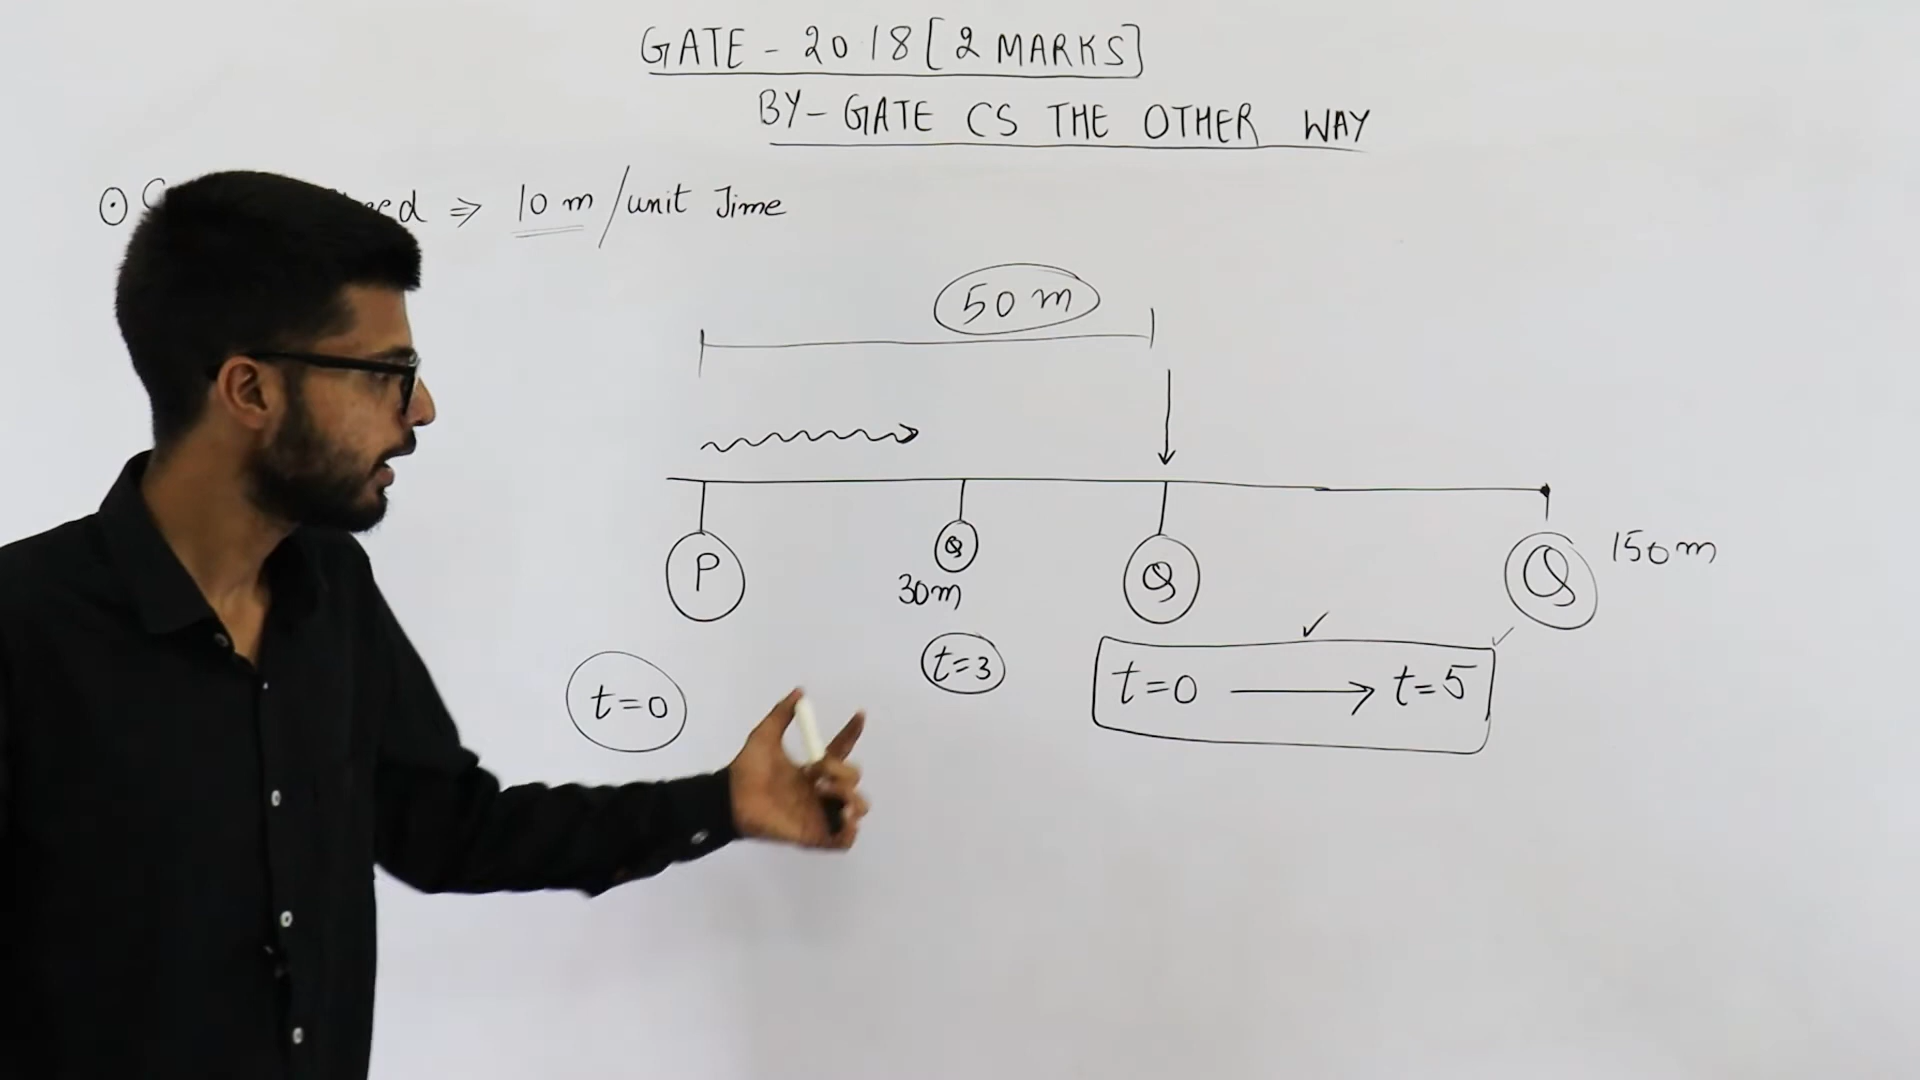 GATE - 2018 [2 MARKS]
BY - GATE CS THE OTHER WAY
⇒ 10 m / unit Time
50 m
P
Q
30m
Q
Q
150m
t=0
t=3
t=0 → t=5